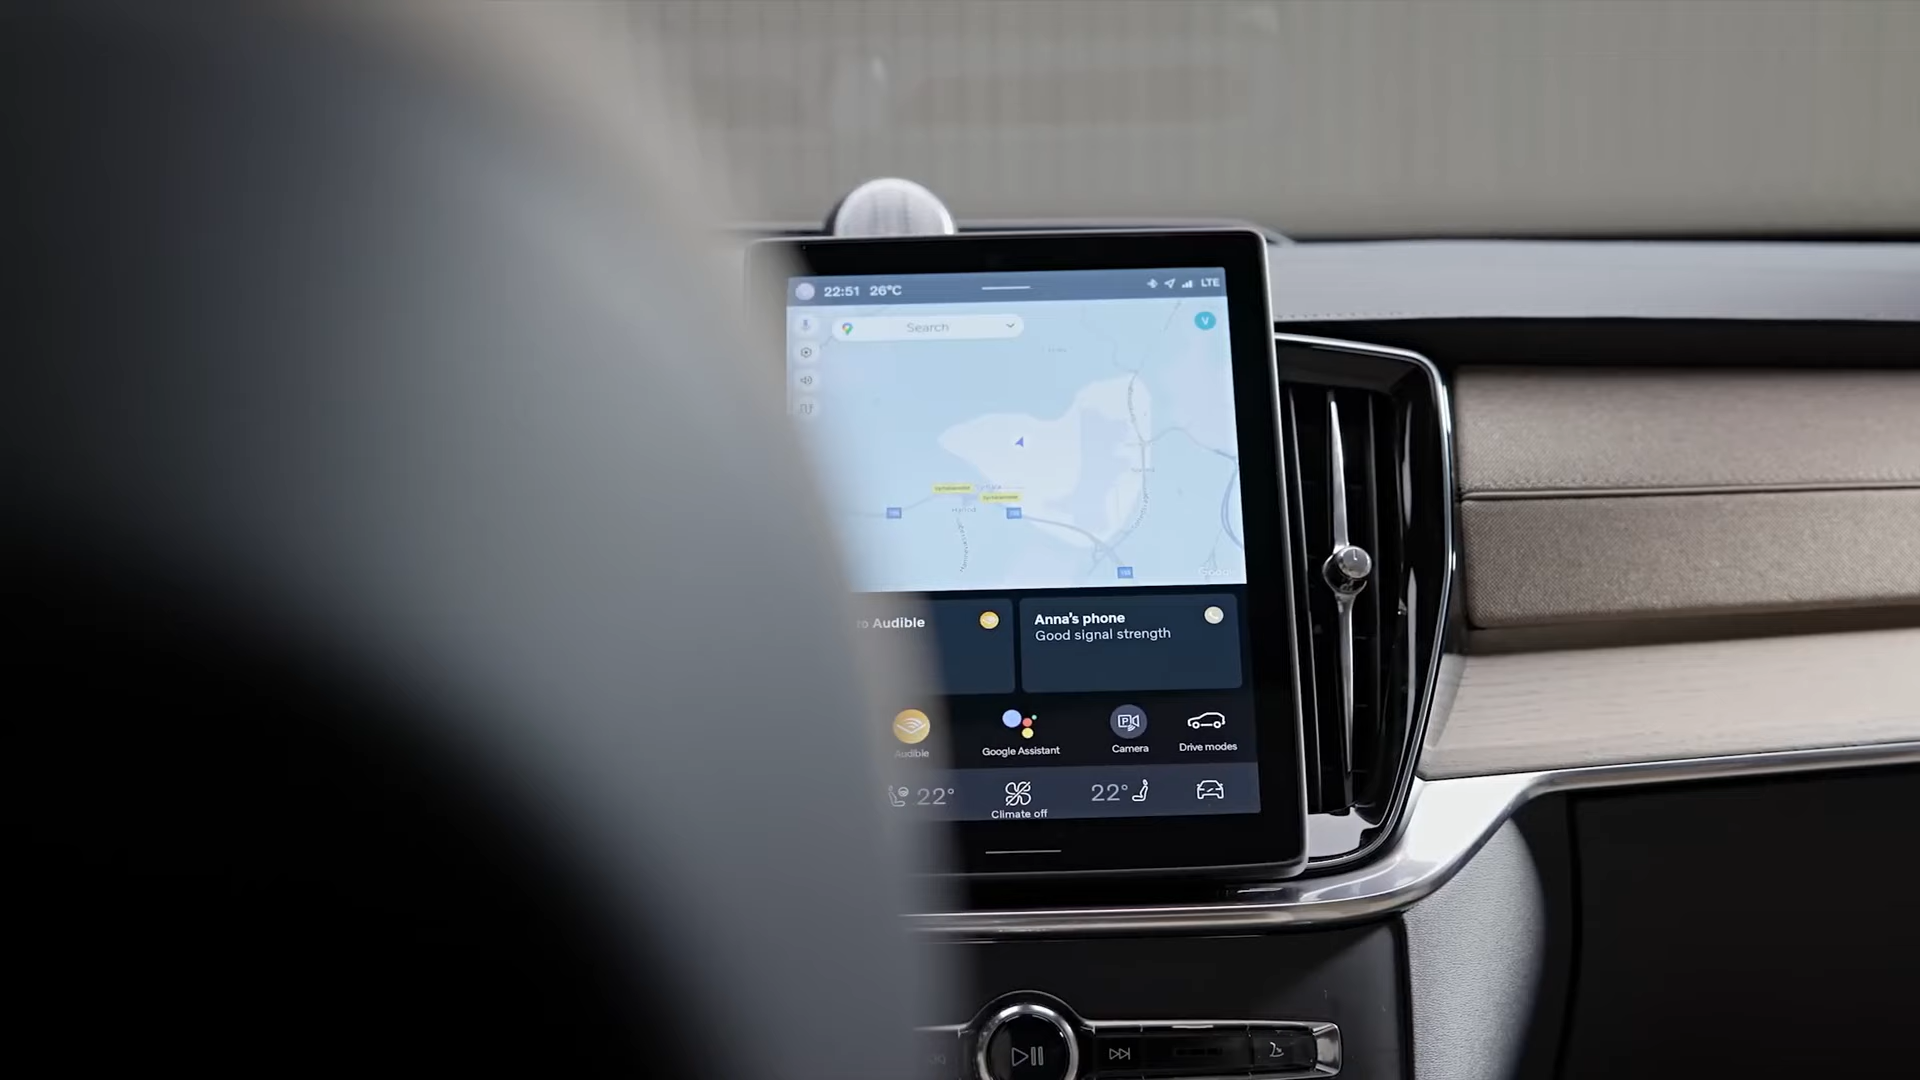 22:51 26°C
LTE
Search
V
Google
o Audible
Anna's phone
Good signal strength
Audible
Google Assistant
P
Camera
Drive modes
22°
22°
Climate off